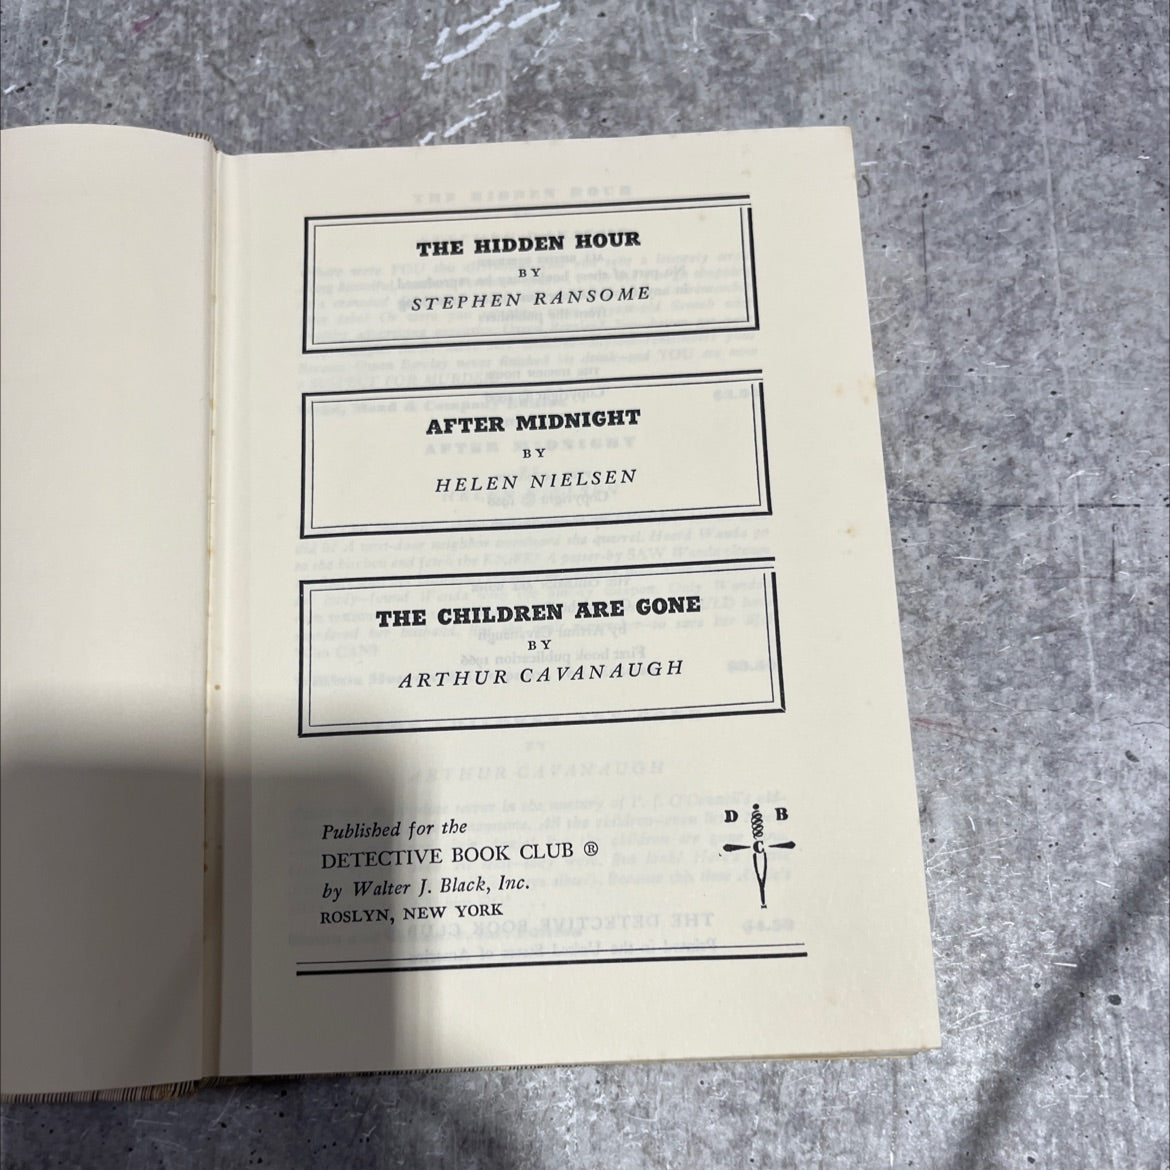 THE HIDDEN HOUR
BY
STEPHEN RANSOME
AFTER MIDNIGHT
BY
HELEN NIELSEN
THE CHILDREN ARE GONE
BY
ARTHUR CAVANAUGH
Published for the
DETECTIVE BOOK CLUB ®
by Walter J. Black, Inc.
ROSLYN, NEW YORK
D B
C